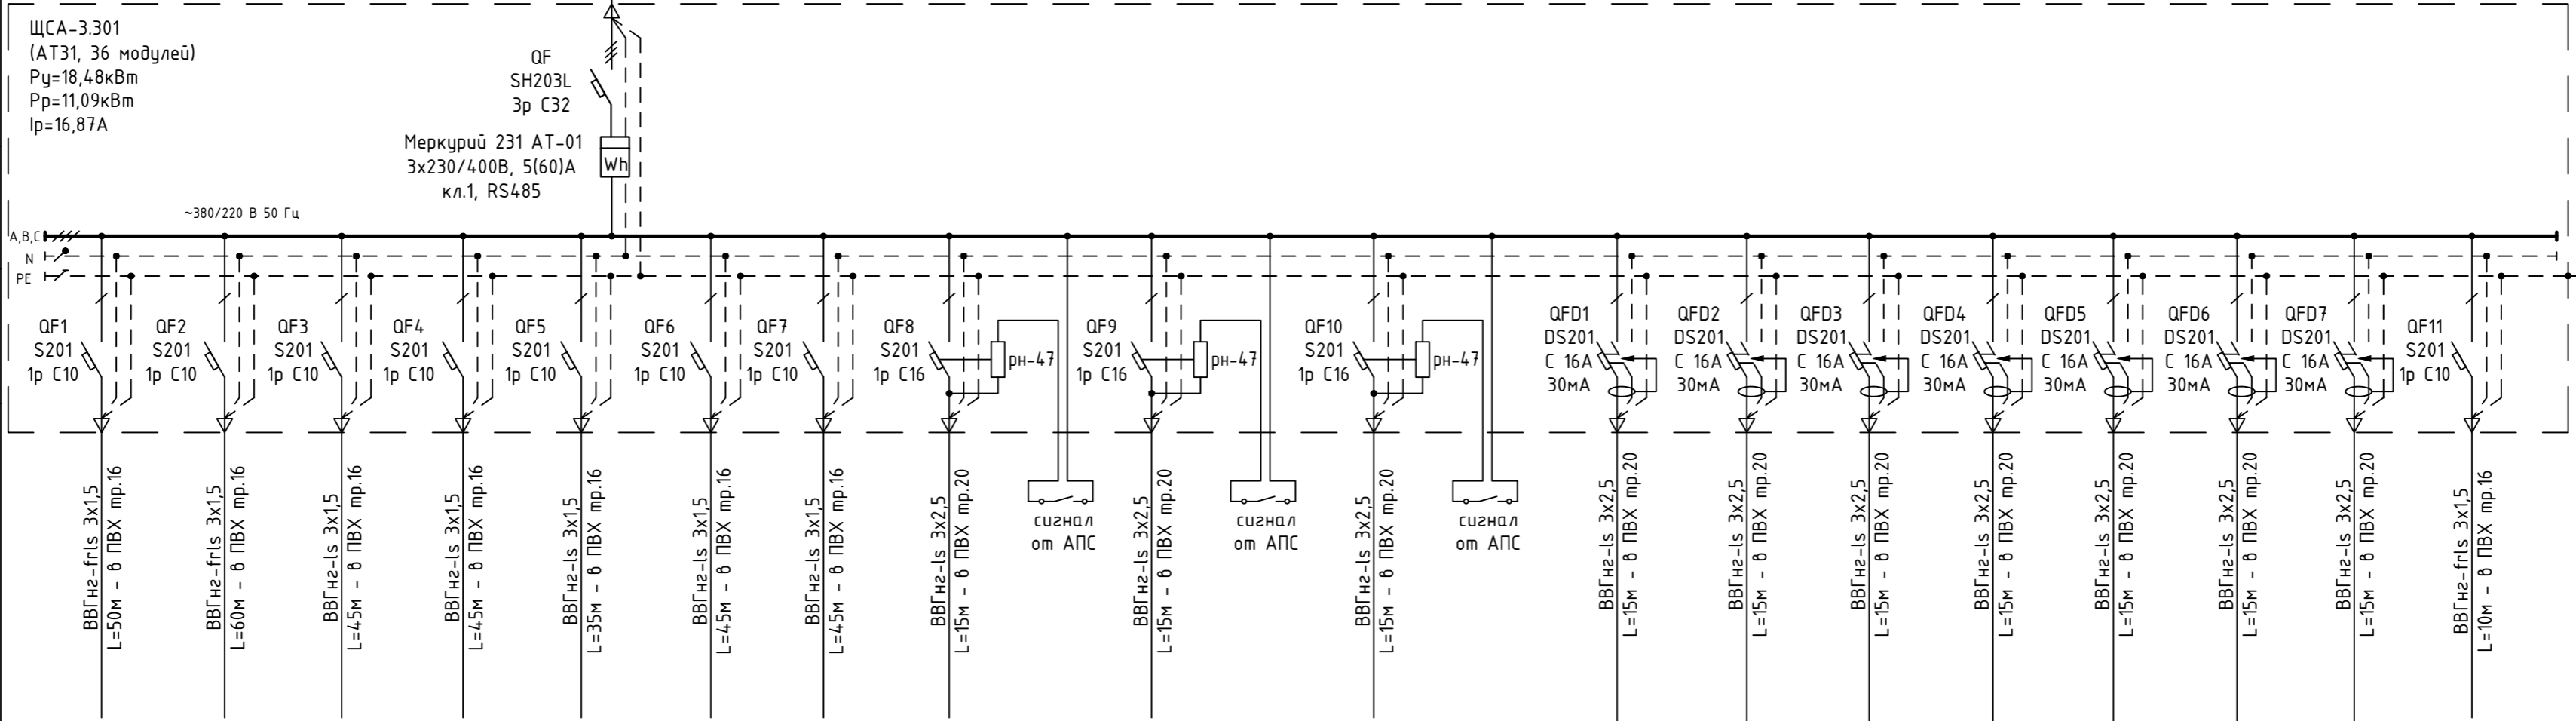 ЩСА-3.301
(АТ31, 36 модулей)
Ру=18,48кВт
Рр=11,09кВт
Iр=16,87А
QF
SH203L
3р С32
Меркурий 231 АТ-01
3х230/400В, 5(60)А
кл.1, RS485
Wh
~380/220 В 50 Гц
А,В,С
N
PE
QF1
S201
1р С10
QF2
S201
1р С10
QF3
S201
1р С10
QF4
S201
1р С10
QF5
S201
1р С10
QF6
S201
1р С10
QF7
S201
1р С10
QF8
S201
1р С16
рн-47
QF9
S201
1р С16
рн-47
QF10
S201
1р С16
рн-47
QFD1
DS201
С 16А
30мА
QFD2
DS201
С 16А
30мА
QFD3
DS201
С 16А
30мА
QFD4
DS201
С 16А
30мА
QFD5
DS201
С 16А
30мА
QFD6
DS201
С 16А
30мА
QFD7
DS201
С 16А
30мА
QF11
S201
1р С10
ВВГнг-frls 3х1,5
L=50м - в ПВХ тр.16
ВВГнг-frls 3х1,5
L=60м - в ПВХ тр.16
ВВГнг-ls 3х1,5
L=45м - в ПВХ тр.16
ВВГнг-ls 3х1,5
L=45м - в ПВХ тр.16
ВВГнг-ls 3х1,5
L=35м - в ПВХ тр.16
ВВГнг-ls 3х1,5
L=45м - в ПВХ тр.16
ВВГнг-ls 3х1,5
L=45м - в ПВХ тр.16
ВВГнг-ls 3х2,5
L=15м - в ПВХ тр.20
сигнал
от АПС
ВВГнг-ls 3х2,5
L=15м - в ПВХ тр.20
сигнал
от АПС
ВВГнг-ls 3х2,5
L=15м - в ПВХ тр.20
сигнал
от АПС
ВВГнг-ls 3х2,5
L=15м - в ПВХ тр.20
ВВГнг-ls 3х2,5
L=15м - в ПВХ тр.20
ВВГнг-ls 3х2,5
L=15м - в ПВХ тр.20
ВВГнг-ls 3х2,5
L=15м - в ПВХ тр.20
ВВГнг-ls 3х2,5
L=15м - в ПВХ тр.20
ВВГнг-ls 3х2,5
L=15м - в ПВХ тр.20
ВВГнг-ls 3х2,5
L=15м - в ПВХ тр.20
ВВГнг-frls 3х1,5
L=10м - в ПВХ тр.16